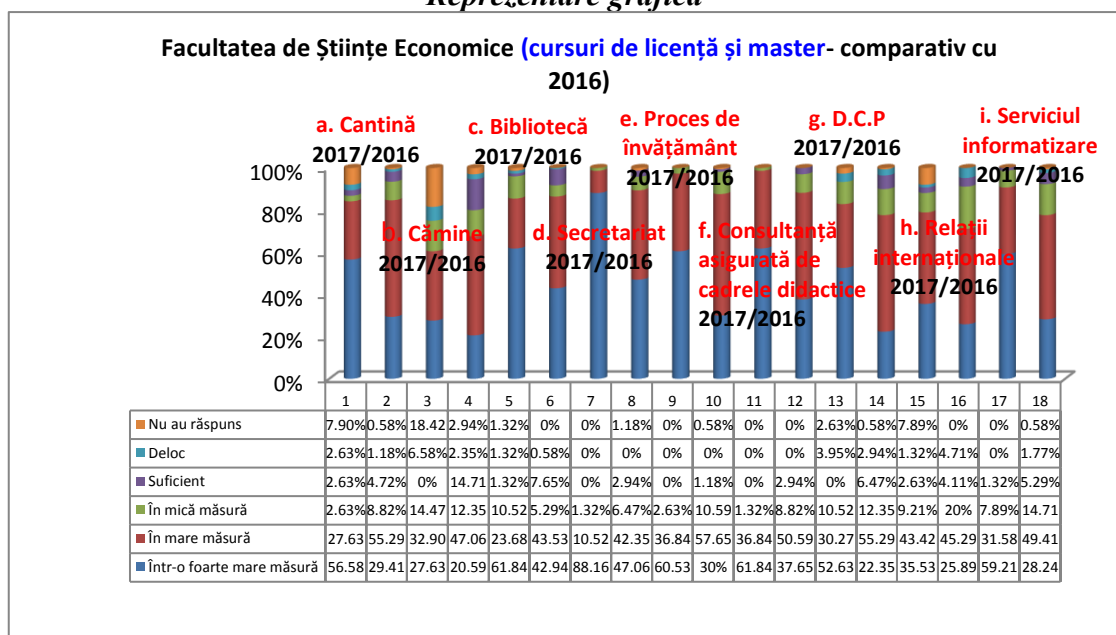 Reprezentare grafică
Facultatea de Științe Economice (cursuri de licență și master- comparativ cu
2016)
a. Cantină
2017/2016
b. Cămine
2017/2016
c. Bibliotecă
2017/2016
d. Secretariat
2017/2016
e. Proces de
învățământ
2017/2016
f. Consultanță
asigurată de
cadrele didactice
2017/2016
g. D.C.P
2017/2016
h. Relații
internaționale
2017/2016
i. Serviciul
informatizare
2017/2016
100%
80%
60%
40%
20%
0%
1 2 3 4 5 6 7 8 9 10 11 12 13 14 15 16 17 18
Nu au răspuns 7.90% 0.58% 18.42 2.94% 1.32% 0% 0% 1.18% 0% 0.58% 0% 0% 2.63% 0.58% 7.89% 0% 0% 0.58%
Deloc 2.63% 1.18% 6.58% 2.35% 1.32% 0.58% 0% 0% 0% 0% 0% 0% 3.95% 2.94% 1.32% 4.71% 0% 1.77%
Suficient 2.63% 4.72% 0% 14.71 1.32% 7.65% 0% 2.94% 0% 1.18% 0% 2.94% 0% 6.47% 2.63% 4.11% 1.32% 5.29%
În mică măsură 2.63% 8.82% 14.47 12.35 10.52 5.29% 1.32% 6.47% 2.63% 10.59 1.32% 8.82% 10.52 12.35 9.21% 20% 7.89% 14.71
În mare măsură 27.63 55.29 32.90 47.06 23.68 43.53 10.52 42.35 36.84 57.65 36.84 50.59 30.27 55.29 43.42 45.29 31.58 49.41
Într-o foarte mare măsură 56.58 29.41 27.63 20.59 61.84 42.94 88.16 47.06 60.53 30% 61.84 37.65 52.63 22.35 35.53 25.89 59.21 28.24